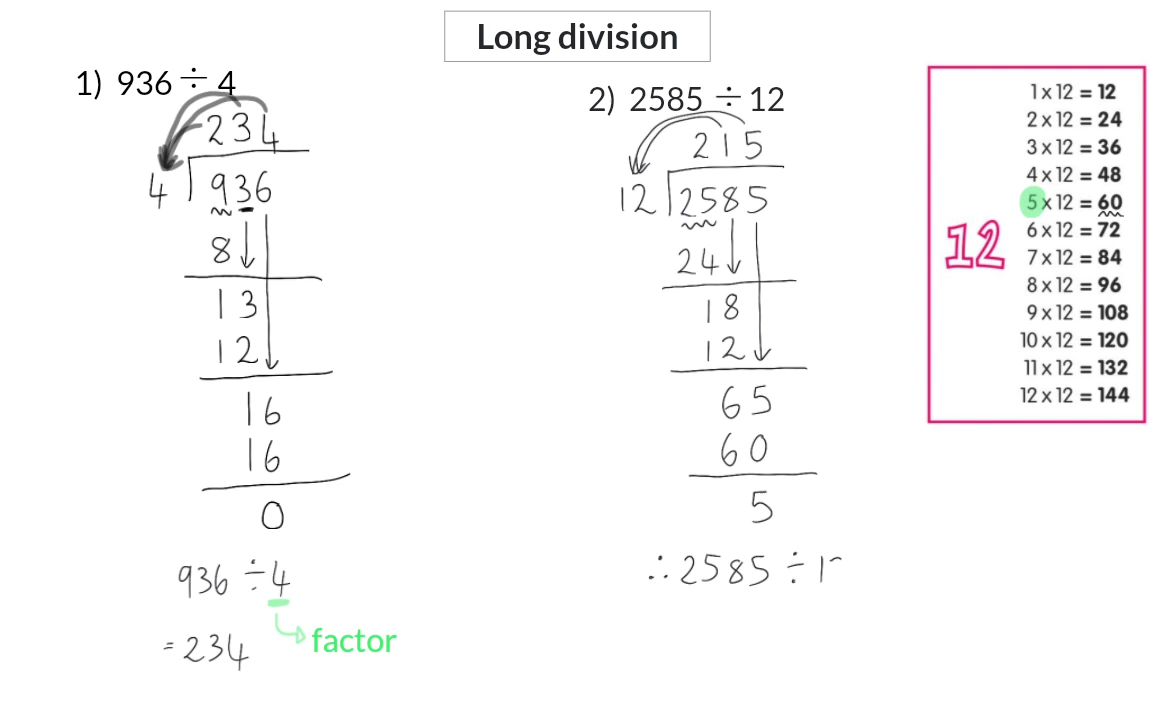 Long division
1) 936 ÷ 4
234
4 936
8
13
12
16
16
0
936 ÷ 4
= 234
factor
2) 2585 ÷ 12
215
12 2585
24
18
12
65
60
5
∴ 2585 ÷
12
1 x 12 = 12
2 x 12 = 24
3 x 12 = 36
4 x 12 = 48
5 x 12 = 60
6 x 12 = 72
7 x 12 = 84
8 x 12 = 96
9 x 12 = 108
10 x 12 = 120
11 x 12 = 132
12 x 12 = 144